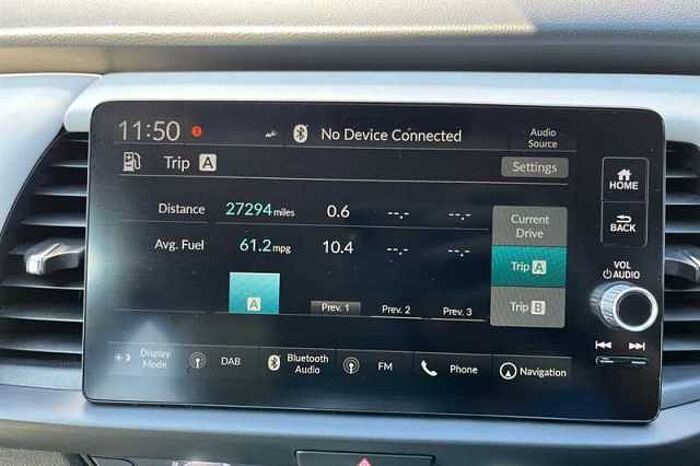 11:50 No Device Connected Audio Source
Trip A Settings
HOME
BACK
Distance 27294 miles 0.6 --.- --.-
Current Drive
Avg. Fuel 61.2 mpg 10.4 --.- --.-
Trip A
VOL
AUDIO
A Prev. 1 Prev. 2 Prev. 3
Trip B
Display Mode DAB Bluetooth Audio FM Phone Navigation